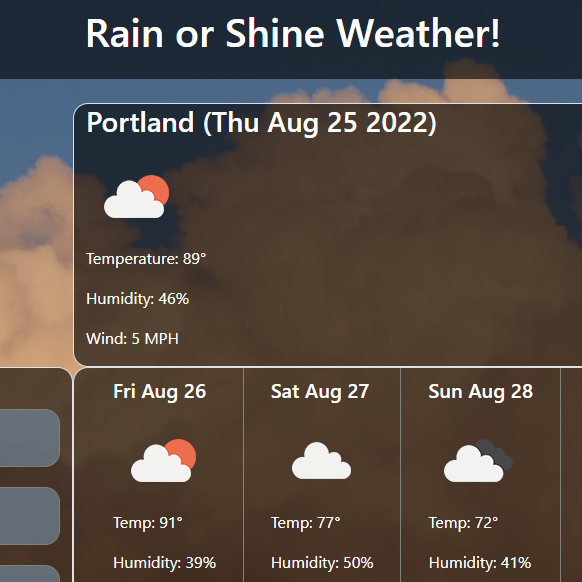 Rain or Shine Weather!
Portland (Thu Aug 25 2022)
Temperature: 89°
Humidity: 46%
Wind: 5 MPH
Fri Aug 26
Temp: 91°
Humidity: 39%
Sat Aug 27
Temp: 77°
Humidity: 50%
Sun Aug 28
Temp: 72°
Humidity: 41%